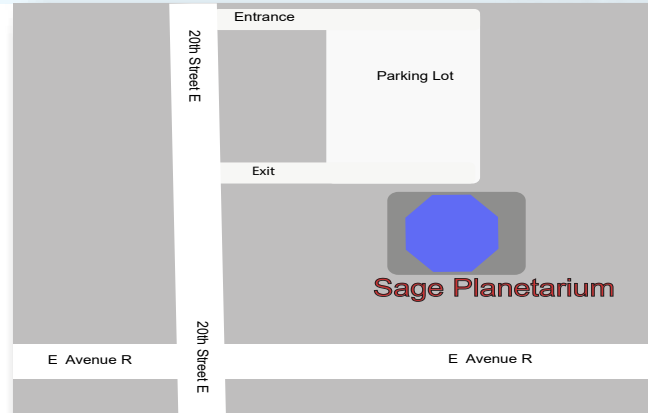 Entrance
20th Street E
Parking Lot
Exit
Sage Planetarium
20th Street E
E Avenue R
E Avenue R